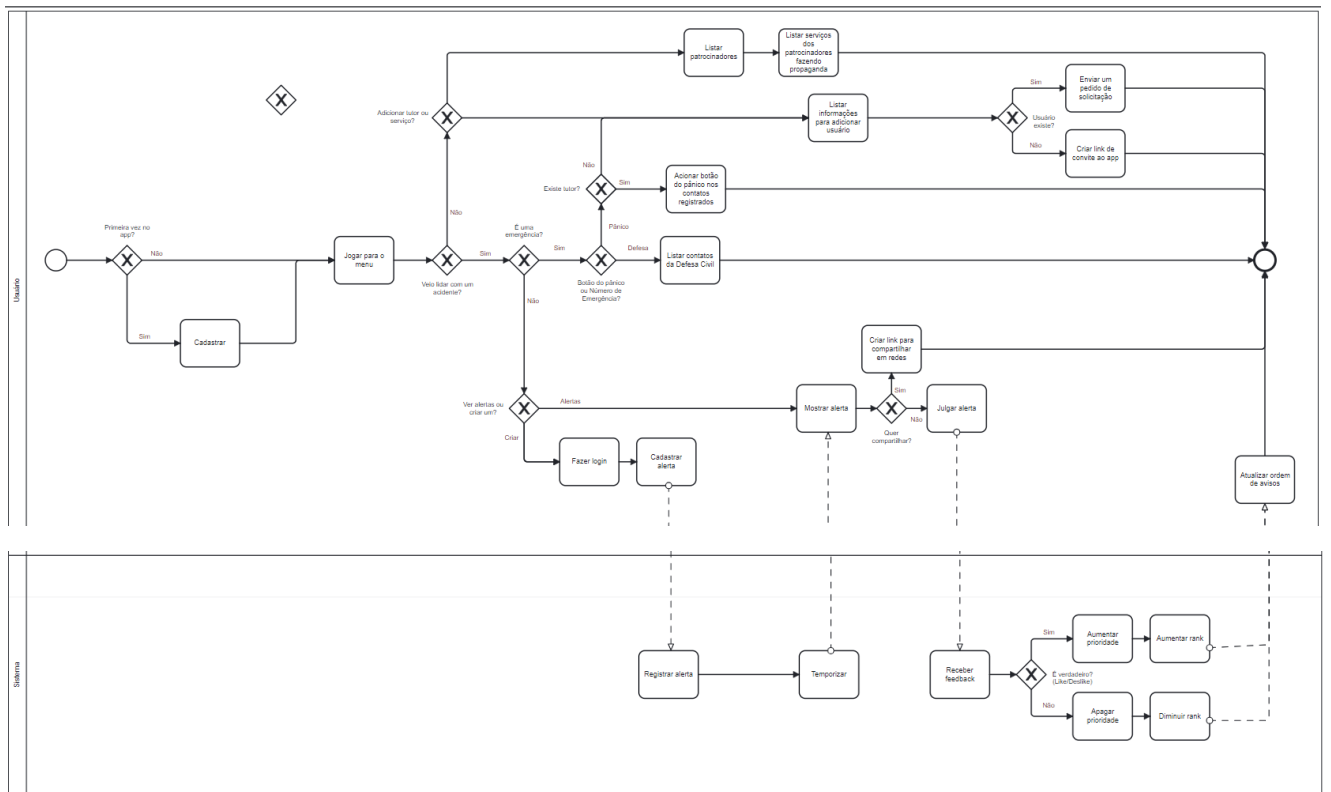 Usuário
Listar
patrocinadores
Listar serviços
dos
patrocinadores
fazendo
propaganda
Adicionar tutor ou
serviço?
Listar
informações
para adicionar
usuário
Sim
Enviar um
pedido de
solicitação
Usuário
existe?
Não
Criar link de
convite ao app
Não
Existe tutor?
Sim
Acionar botão
do pânico nos
contatos
registrados
Não
Pânico
Primeira vez no
app?
Não
Sim
Cadastrar
Jogar para o
menu
Veio lidar com um
acidente?
Sim
É uma
emergência?
Sim
Não
Botão do pânico
ou Número de
Emergência?
Defesa
Listar contatos
da Defesa Civil
Ver alertas ou
criar um?
Alertas
Criar
Fazer login
Cadastrar
alerta
Mostrar alerta
Criar link para
compartilhar
em redes
Sim
Quer
compartilhar?
Não
Julgar alerta
Atualizar ordem
de avisos
Sistema
Registrar alerta
Temporizar
Receber
feedback
É verdadeiro?
(Like/Deslike)
Sim
Aumentar
prioridade
Aumentar rank
Não
Apagar
prioridade
Diminuir rank